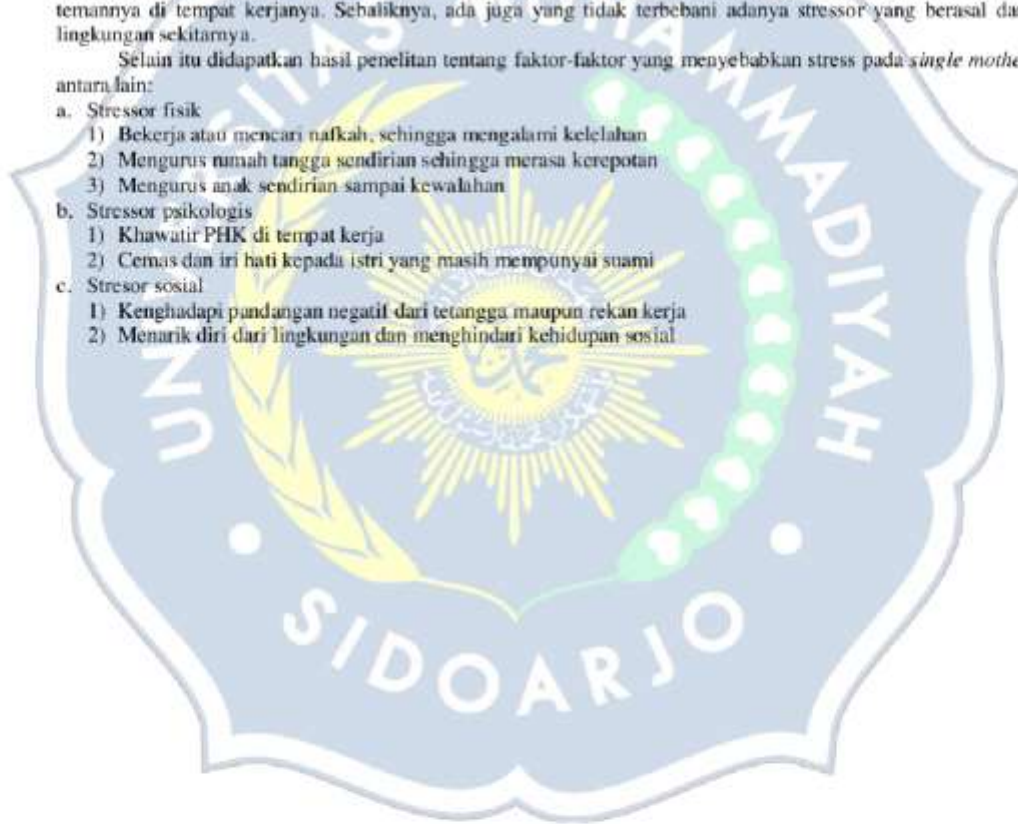 temannya di tempat kerjanya. Sebaliknya, ada juga yang tidak terbebani adanya stressor yang berasal dar
lingkungan sekitarnya.
Selain itu didapatkan hasil penelitan tentang faktor-faktor yang menyebabkan stress pada single mothe
antara lain:
a. Stressor fisik
1) Bekerja atau mencari nafkah, sehingga mengalami kelelahan
2) Mengurus rumah tangga sendirian sehingga merasa kerepotan
3) Mengurus anak sendirian sampai kewalahan
b. Stressor psikologis
1) Khawatir PHK di tempat kerja
2) Cemas dan iri hati kepada istri yang masih mempunyai suami
c. Stresor sosial
1) Kenghadapi pandangan negatif dari tetangga maupun rekan kerja
2) Menarik diri dari lingkungan dan menghindari kehidupan sosial
UNIVERSITAS MUHAMMADIYAH
SIDOARJO